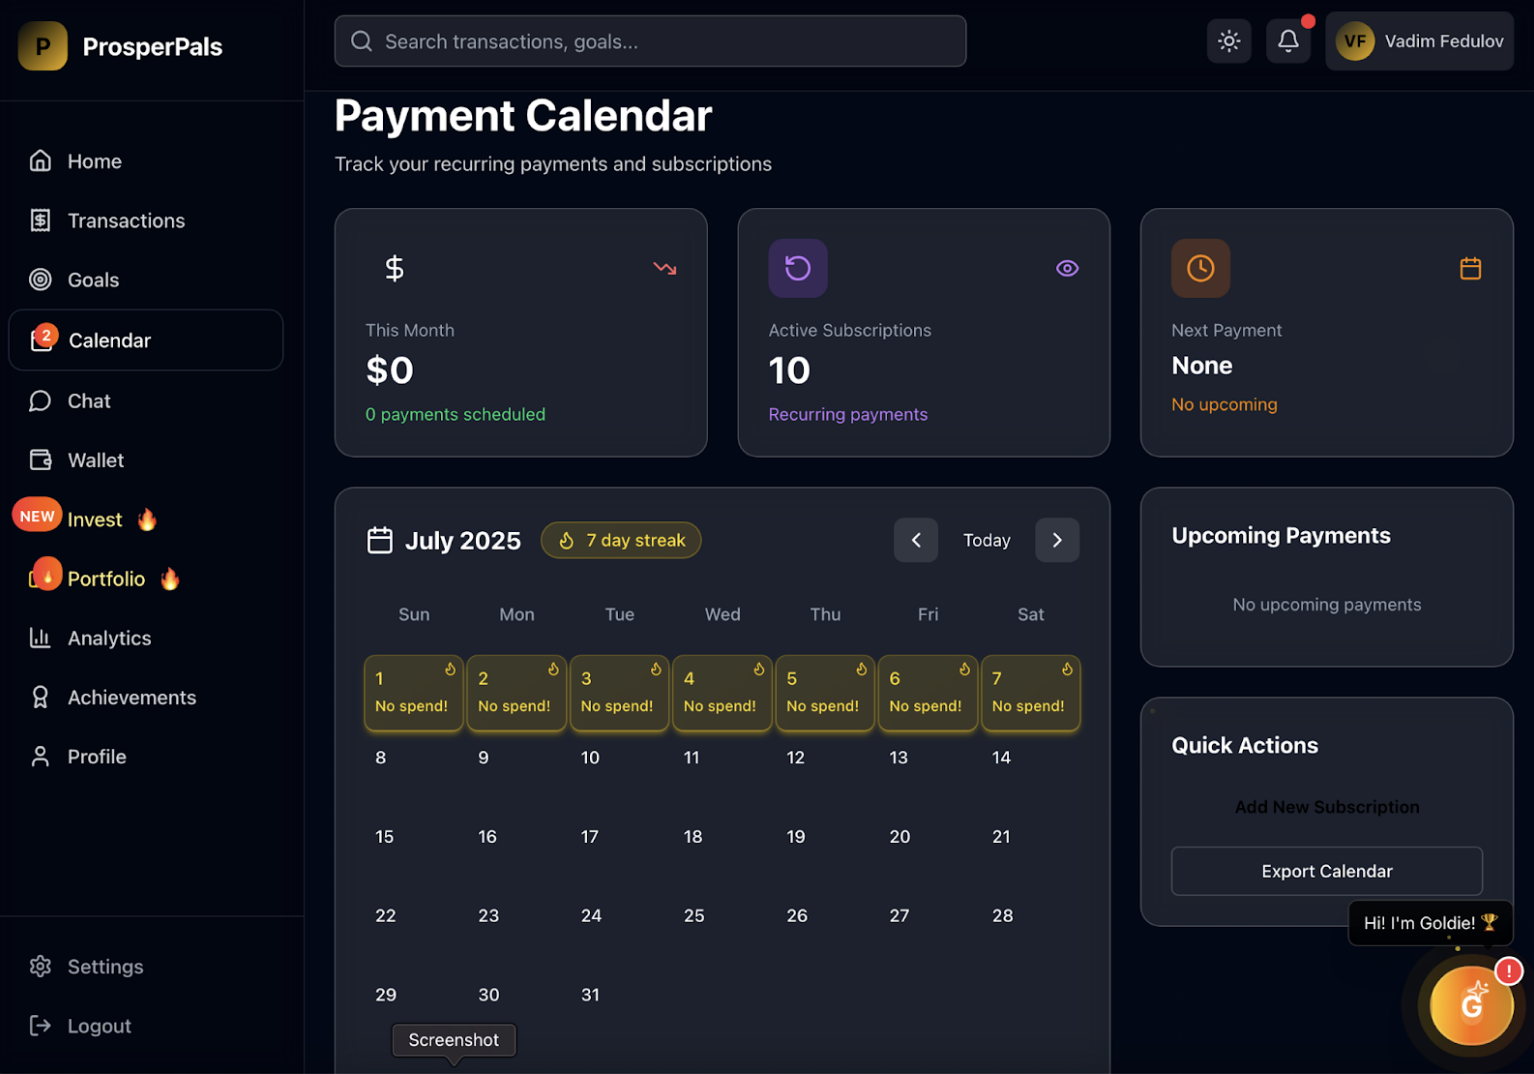 P ProsperPals
Search transactions, goals...
VF Vadim Fedulov
Home
Transactions
Goals
2 Calendar
Chat
Wallet
NEW Invest 🔥
Portfolio 🔥
Analytics
Achievements
Profile
Settings
Logout
Payment Calendar
Track your recurring payments and subscriptions
$
This Month
$0
0 payments scheduled
Active Subscriptions
10
Recurring payments
Next Payment
None
No upcoming
July 2025 7 day streak Today
Sun Mon Tue Wed Thu Fri Sat
1 2 3 4 5 6 7
No spend! No spend! No spend! No spend! No spend! No spend! No spend!
8 9 10 11 12 13 14
15 16 17 18 19 20 21
22 23 24 25 26 27 28
29 30 31
Screenshot
Upcoming Payments
No upcoming payments
Quick Actions
Add New Subscription
Export Calendar
Hi! I'm Goldie! 🏆
!
G